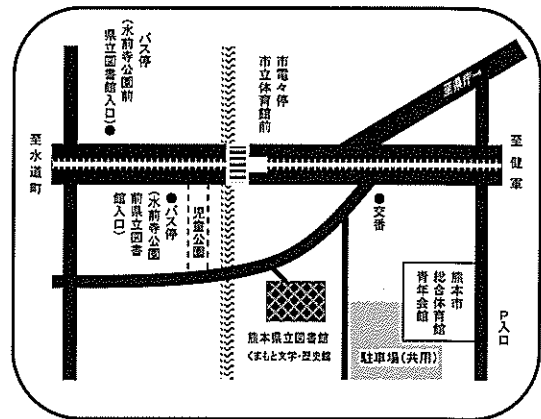 バス停
(水前寺公園前
県立図書館入口)
市電々停
市立体育館前
至県庁→
至水道町
至健軍
バス停
(水前寺公園
前県立図書
館入口)
児童公園
交番
熊本市
総合体育館
青年会館
P入口
熊本県立図書館
くまもと文学・歴史館
駐車場(共用)